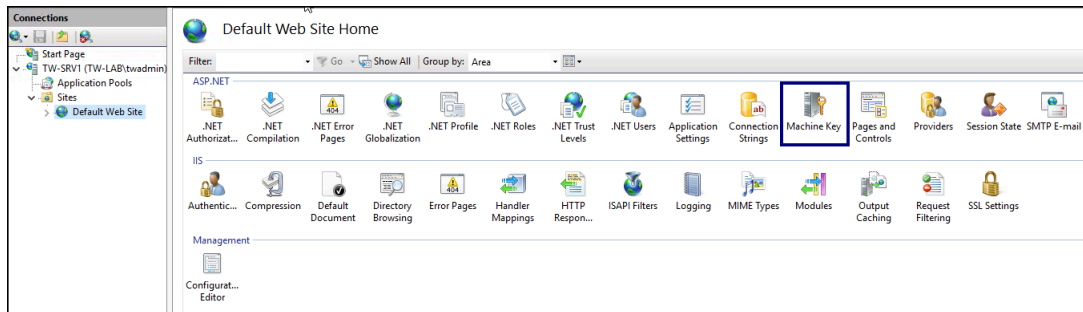 Connections
Start Page
TW-SRV1 (TW-LAB\twadmin)
Application Pools
Sites
Default Web Site
Default Web Site Home
Filter: Go Show All Group by: Area
ASP.NET
.NET Authorizat...
.NET Compilation
.NET Error Pages
.NET Globalization
.NET Profile
.NET Roles
.NET Trust Levels
.NET Users
Application Settings
Connection Strings
Machine Key
Pages and Controls
Providers
Session State
SMTP E-mail
IIS
Authentic...
Compression
Default Document
Directory Browsing
Error Pages
Handler Mappings
HTTP Respon...
ISAPI Filters
Logging
MIME Types
Modules
Output Caching
Request Filtering
SSL Settings
Management
Configurat... Editor